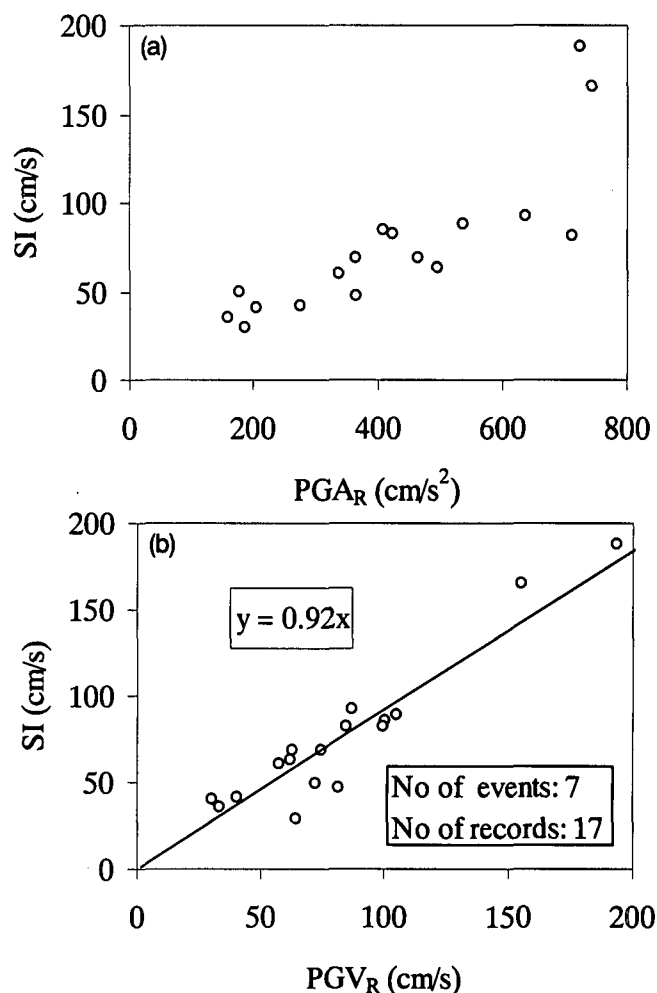 (a)
200
150
100
50
0
SI (cm/s)
0 200 400 600 800
PGA_R (cm/s²)
(b)
200
150
100
50
0
SI (cm/s)
y = 0.92x
No of events: 7
No of records: 17
0 50 100 150 200
PGV_R (cm/s)